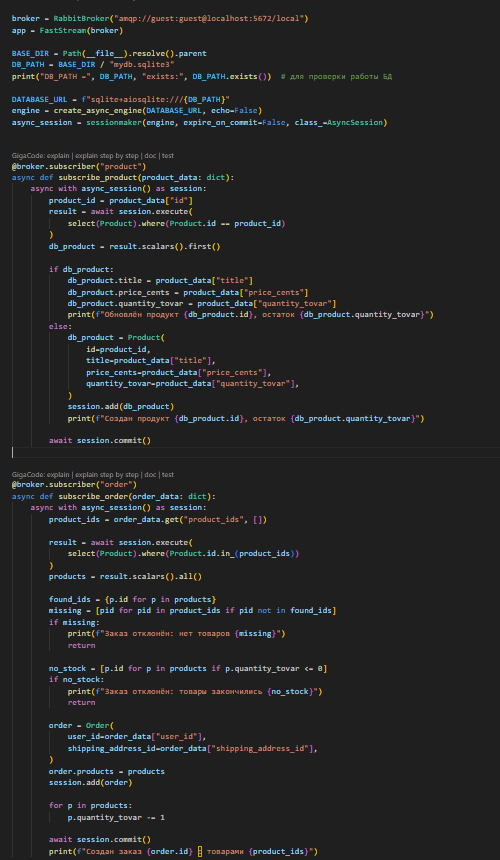 broker = RabbitBroker("amqp://guest:guest@localhost:5672/local")
app = FastStream(broker)

BASE_DIR = Path(__file__).resolve().parent
DB_PATH = BASE_DIR / "mydb.sqlite3"
print("DB_PATH =", DB_PATH, "exists:", DB_PATH.exists())  # для проверки работы БД

DATABASE_URL = f"sqlite+aiosqlite:///{DB_PATH}"
engine = create_async_engine(DATABASE_URL, echo=False)
async_session = sessionmaker(engine, expire_on_commit=False, class_=AsyncSession)

GigaCode: explain | explain step by step | doc | test
@broker.subscriber("product")
async def subscribe_product(product_data: dict):
    async with async_session() as session:
        product_id = product_data["id"]
        result = await session.execute(
            select(Product).where(Product.id == product_id)
        )
        db_product = result.scalars().first()

        if db_product:
            db_product.title = product_data["title"]
            db_product.price_cents = product_data["price_cents"]
            db_product.quantity_tovar = product_data["quantity_tovar"]
            print(f"Обновлён продукт {db_product.id}, остаток {db_product.quantity_tovar}")
        else:
            db_product = Product(
                id=product_id,
                title=product_data["title"],
                price_cents=product_data["price_cents"],
                quantity_tovar=product_data["quantity_tovar"],
            )
            session.add(db_product)
            print(f"Создан продукт {db_product.id}, остаток {db_product.quantity_tovar}")

        await session.commit()

GigaCode: explain | explain step by step | doc | test
@broker.subscriber("order")
async def subscribe_order(order_data: dict):
    async with async_session() as session:
        product_ids = order_data.get("product_ids", [])

        result = await session.execute(
            select(Product).where(Product.id.in_(product_ids))
        )
        products = result.scalars().all()

        found_ids = {p.id for p in products}
        missing = [pid for pid in product_ids if pid not in found_ids]
        if missing:
            print(f"Заказ отклонён: нет товаров {missing}")
            return

        no_stock = [p.id for p in products if p.quantity_tovar <= 0]
        if no_stock:
            print(f"Заказ отклонён: товары закончились {no_stock}")
            return

        order = Order(
            user_id=order_data["user_id"],
            shipping_address_id=order_data["shipping_address_id"],
        )
        order.products = products
        session.add(order)

        for p in products:
            p.quantity_tovar -= 1

        await session.commit()
        print(f"Создан заказ {order.id} с товарами {product_ids}")